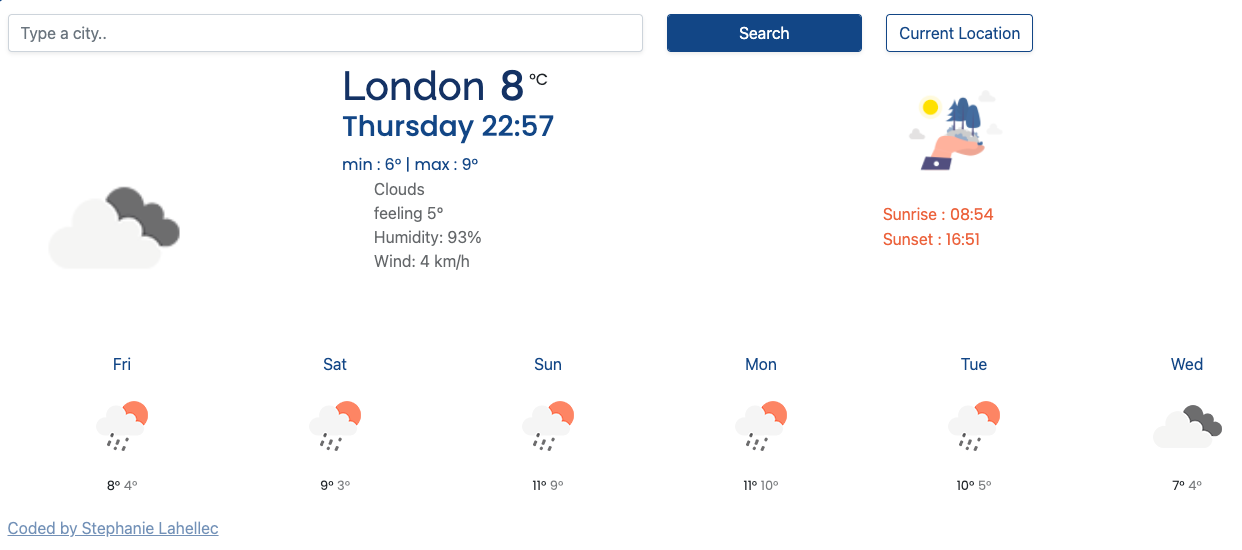 Type a city..
Search
Current Location
London 8 °C
Thursday 22:57
min : 6° | max : 9°
Clouds
feeling 5°
Humidity: 93%
Wind: 4 km/h
Sunrise : 08:54
Sunset : 16:51
Fri
Sat
Sun
Mon
Tue
Wed
8° 4°
9° 3°
11° 9°
11° 10°
10° 5°
7° 4°
Coded by Stephanie Lahellec